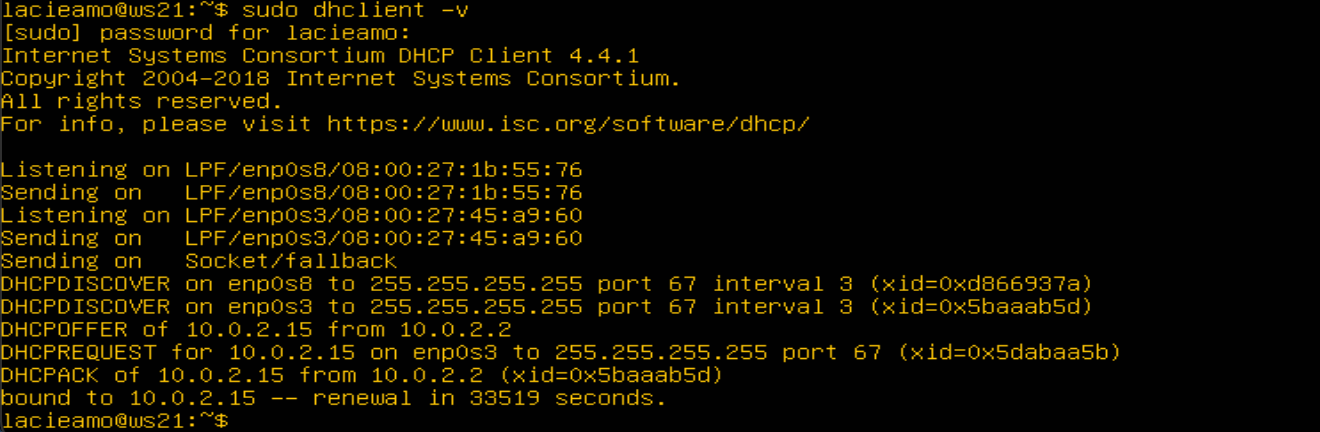 lacieamo@ws21:~$ sudo dhclient -v
[sudo] password for lacieamo:
Internet Systems Consortium DHCP Client 4.4.1
Copyright 2004-2018 Internet Systems Consortium.
All rights reserved.
For info, please visit https://www.isc.org/software/dhcp/

Listening on LPF/enp0s8/08:00:27:1b:55:76
Sending on   LPF/enp0s8/08:00:27:1b:55:76
Listening on LPF/enp0s3/08:00:27:45:a9:60
Sending on   LPF/enp0s3/08:00:27:45:a9:60
Sending on   Socket/fallback
DHCPDISCOVER on enp0s8 to 255.255.255.255 port 67 interval 3 (xid=0xd866937a)
DHCPDISCOVER on enp0s3 to 255.255.255.255 port 67 interval 3 (xid=0x5baaab5d)
DHCPOFFER of 10.0.2.15 from 10.0.2.2
DHCPREQUEST for 10.0.2.15 on enp0s3 to 255.255.255.255 port 67 (xid=0x5dabaa5b)
DHCPACK of 10.0.2.15 from 10.0.2.2 (xid=0x5baaab5d)
bound to 10.0.2.15 -- renewal in 33519 seconds.
lacieamo@ws21:~$